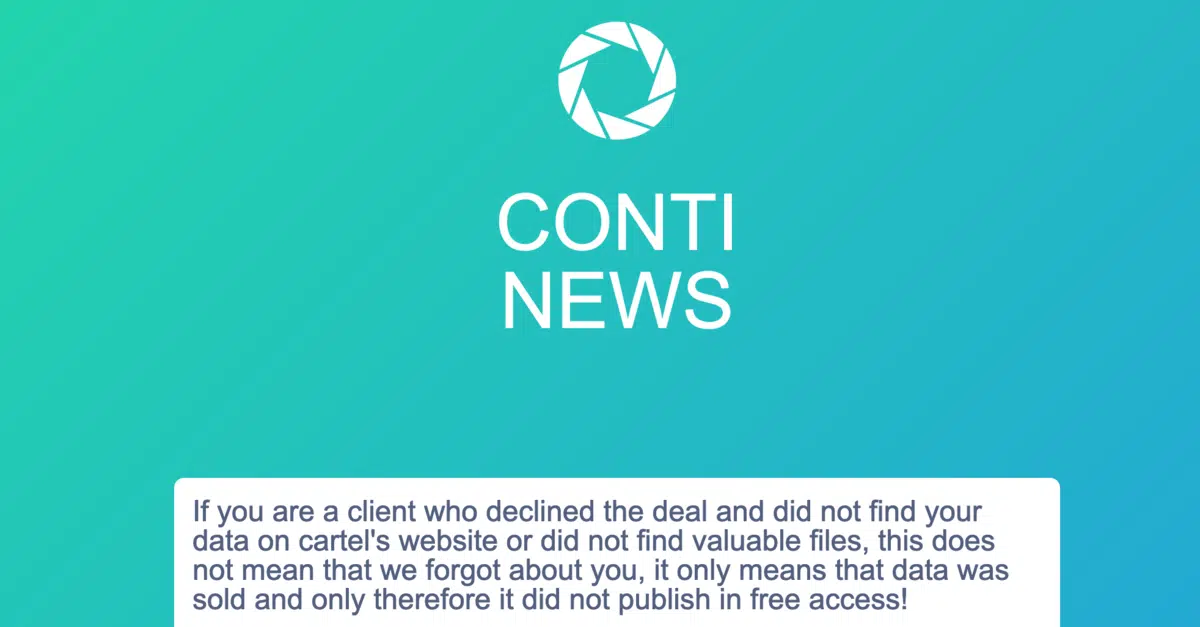 CONTI
NEWS
If you are a client who declined the deal and did not find your
data on cartel's website or did not find valuable files, this does
not mean that we forgot about you, it only means that data was
sold and only therefore it did not publish in free access!